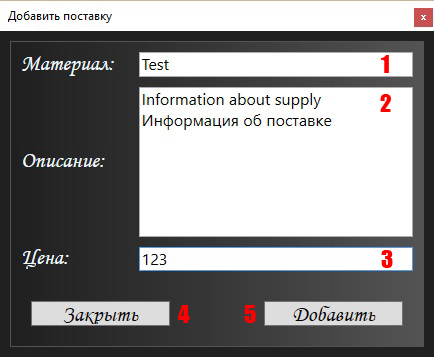 Добавить поставку
x
Материал: Test 1
Information about supply 2
Информация об поставке
Описание:
Цена: 123 3
Закрыть 4 5 Добавить